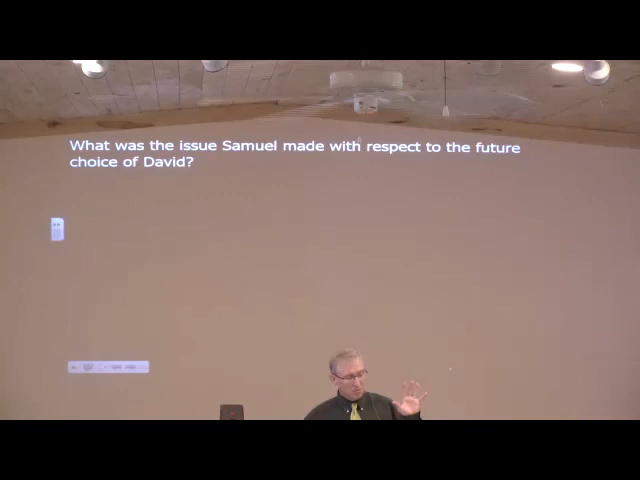 What was the issue Samuel made with respect to the future
choice of David?